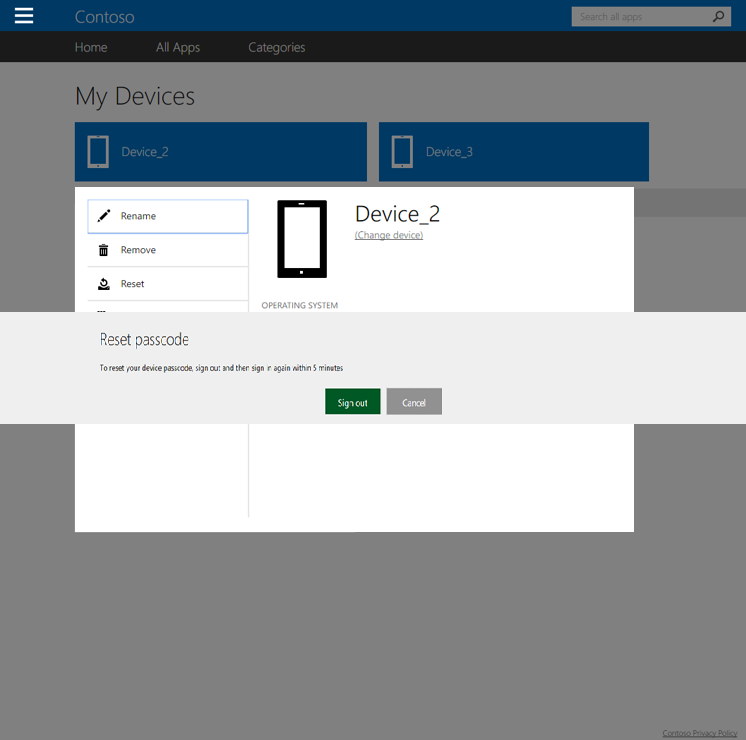 Contoso
Search all apps
Home All Apps Categories
My Devices
Device_2 Device_3
Rename
Remove
Reset
Device_2
(Change device)
OPERATING SYSTEM
Reset passcode
To reset your device passcode, sign out and then sign in again within 5 minutes
Sign out Cancel
Contoso Privacy Policy